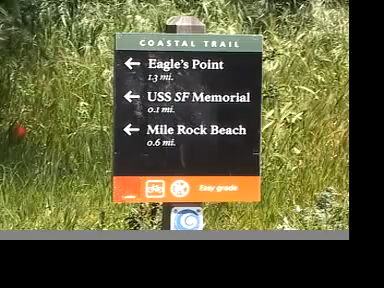 COASTAL TRAIL
Eagle's Point
1.3 mi.
USS SF Memorial
0.1 mi.
Mile Rock Beach
0.6 mi.
Easy grade